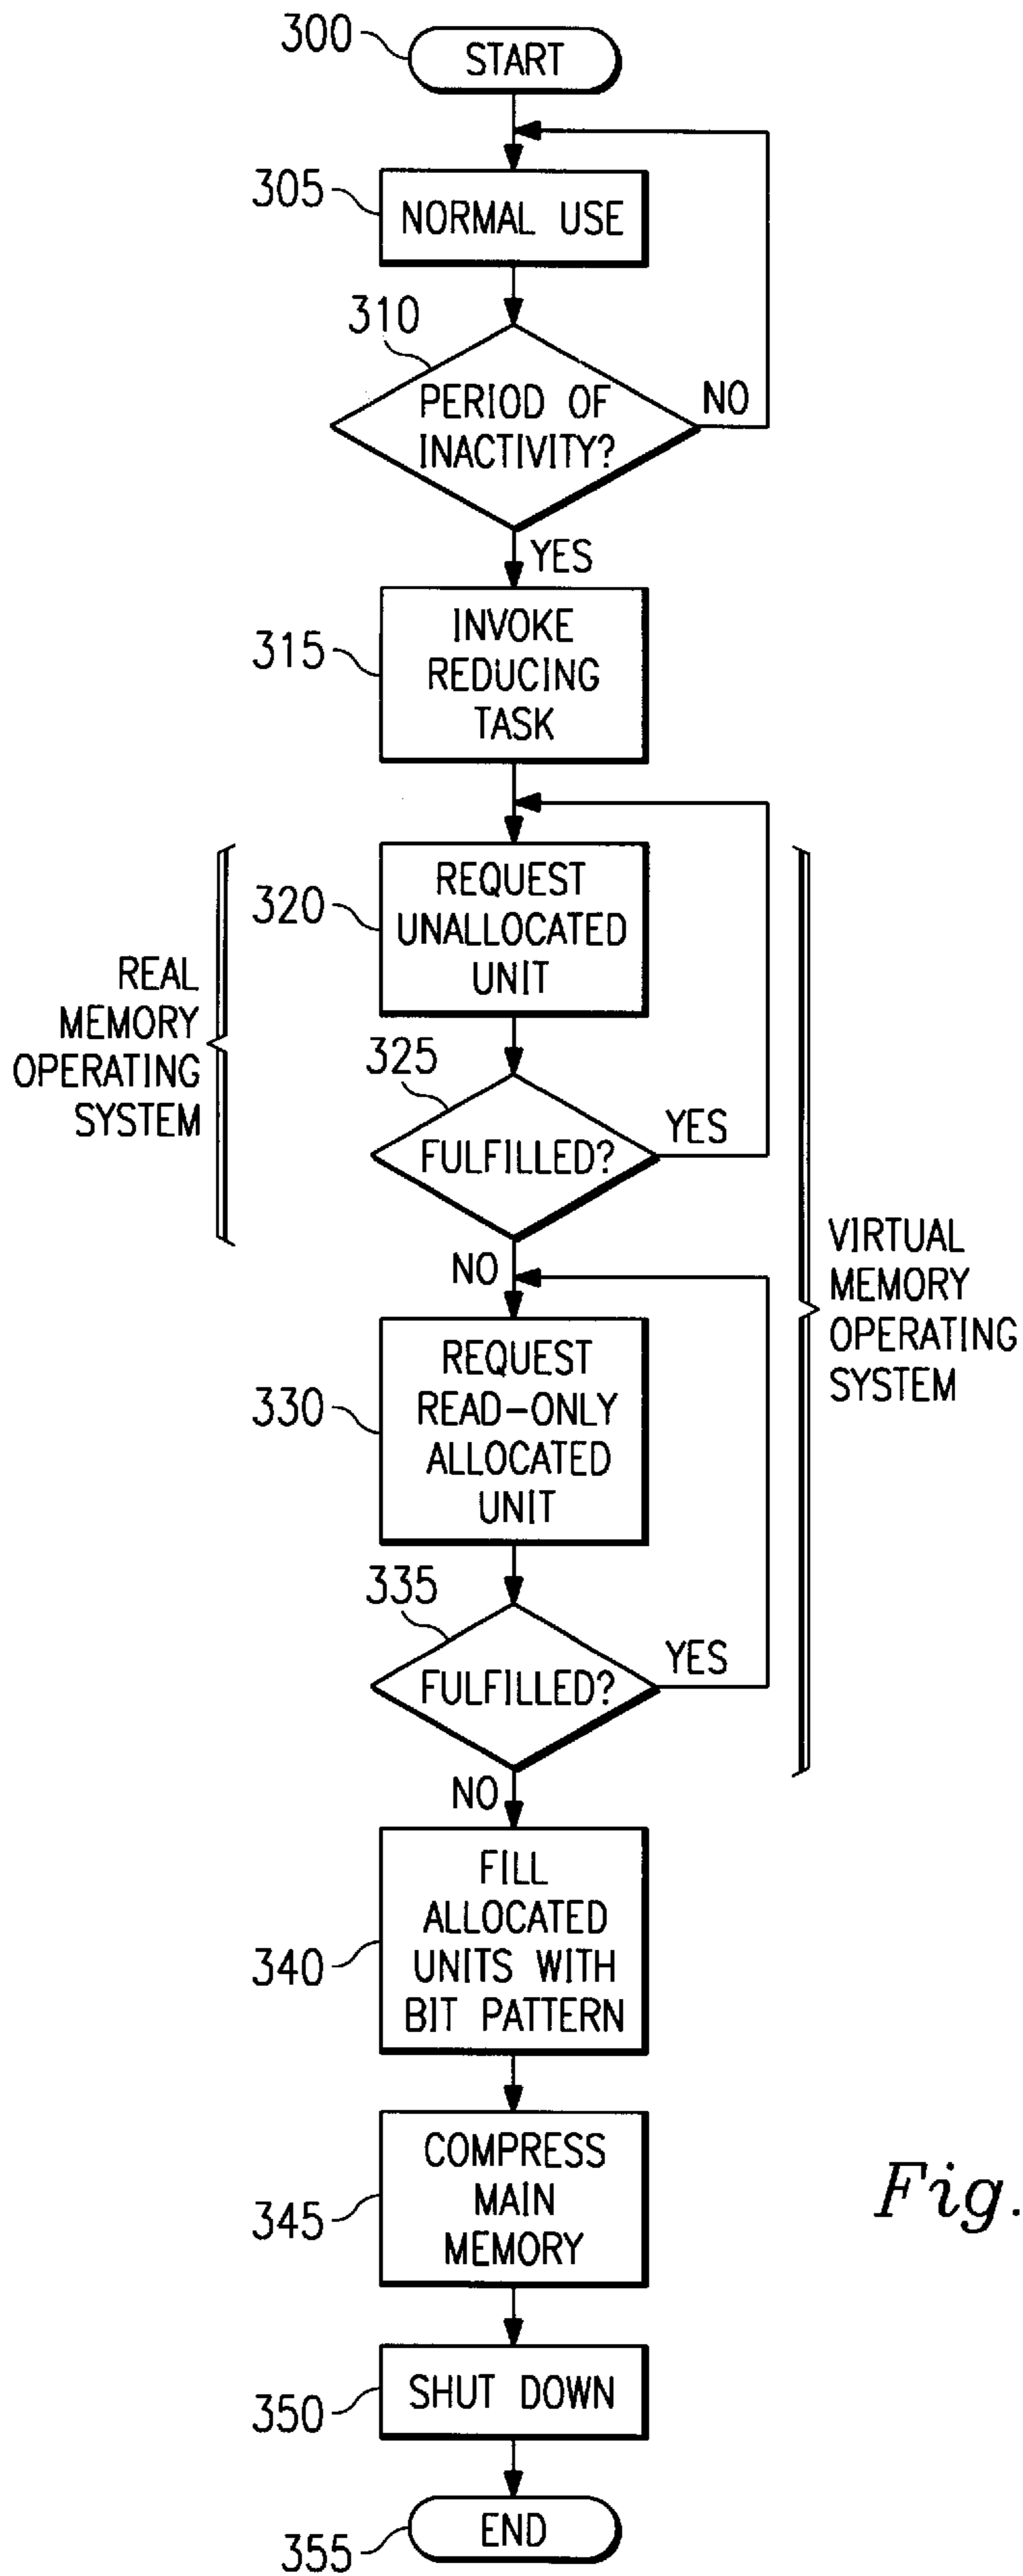 300
START
305
NORMAL USE
310
PERIOD OF
INACTIVITY?
NO
YES
315
INVOKE
REDUCING
TASK
320
REQUEST
UNALLOCATED
UNIT
REAL
MEMORY
OPERATING
SYSTEM
325
FULFILLED?
YES
NO
VIRTUAL
MEMORY
OPERATING
SYSTEM
330
REQUEST
READ-ONLY
ALLOCATED
UNIT
335
FULFILLED?
YES
NO
340
FILL
ALLOCATED
UNITS WITH
BIT PATTERN
345
COMPRESS
MAIN
MEMORY
Fig.
350
SHUT DOWN
355
END